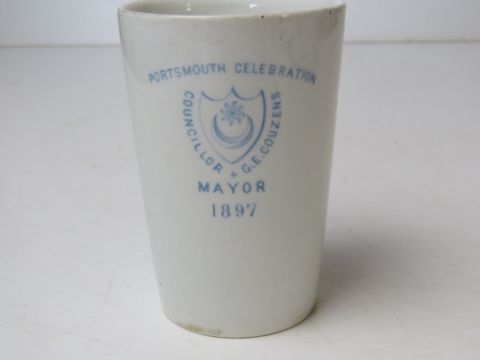 PORTSMOUTH CELEBRATION
COUNCILLOR + G.E. COUZENS
MAYOR
1897